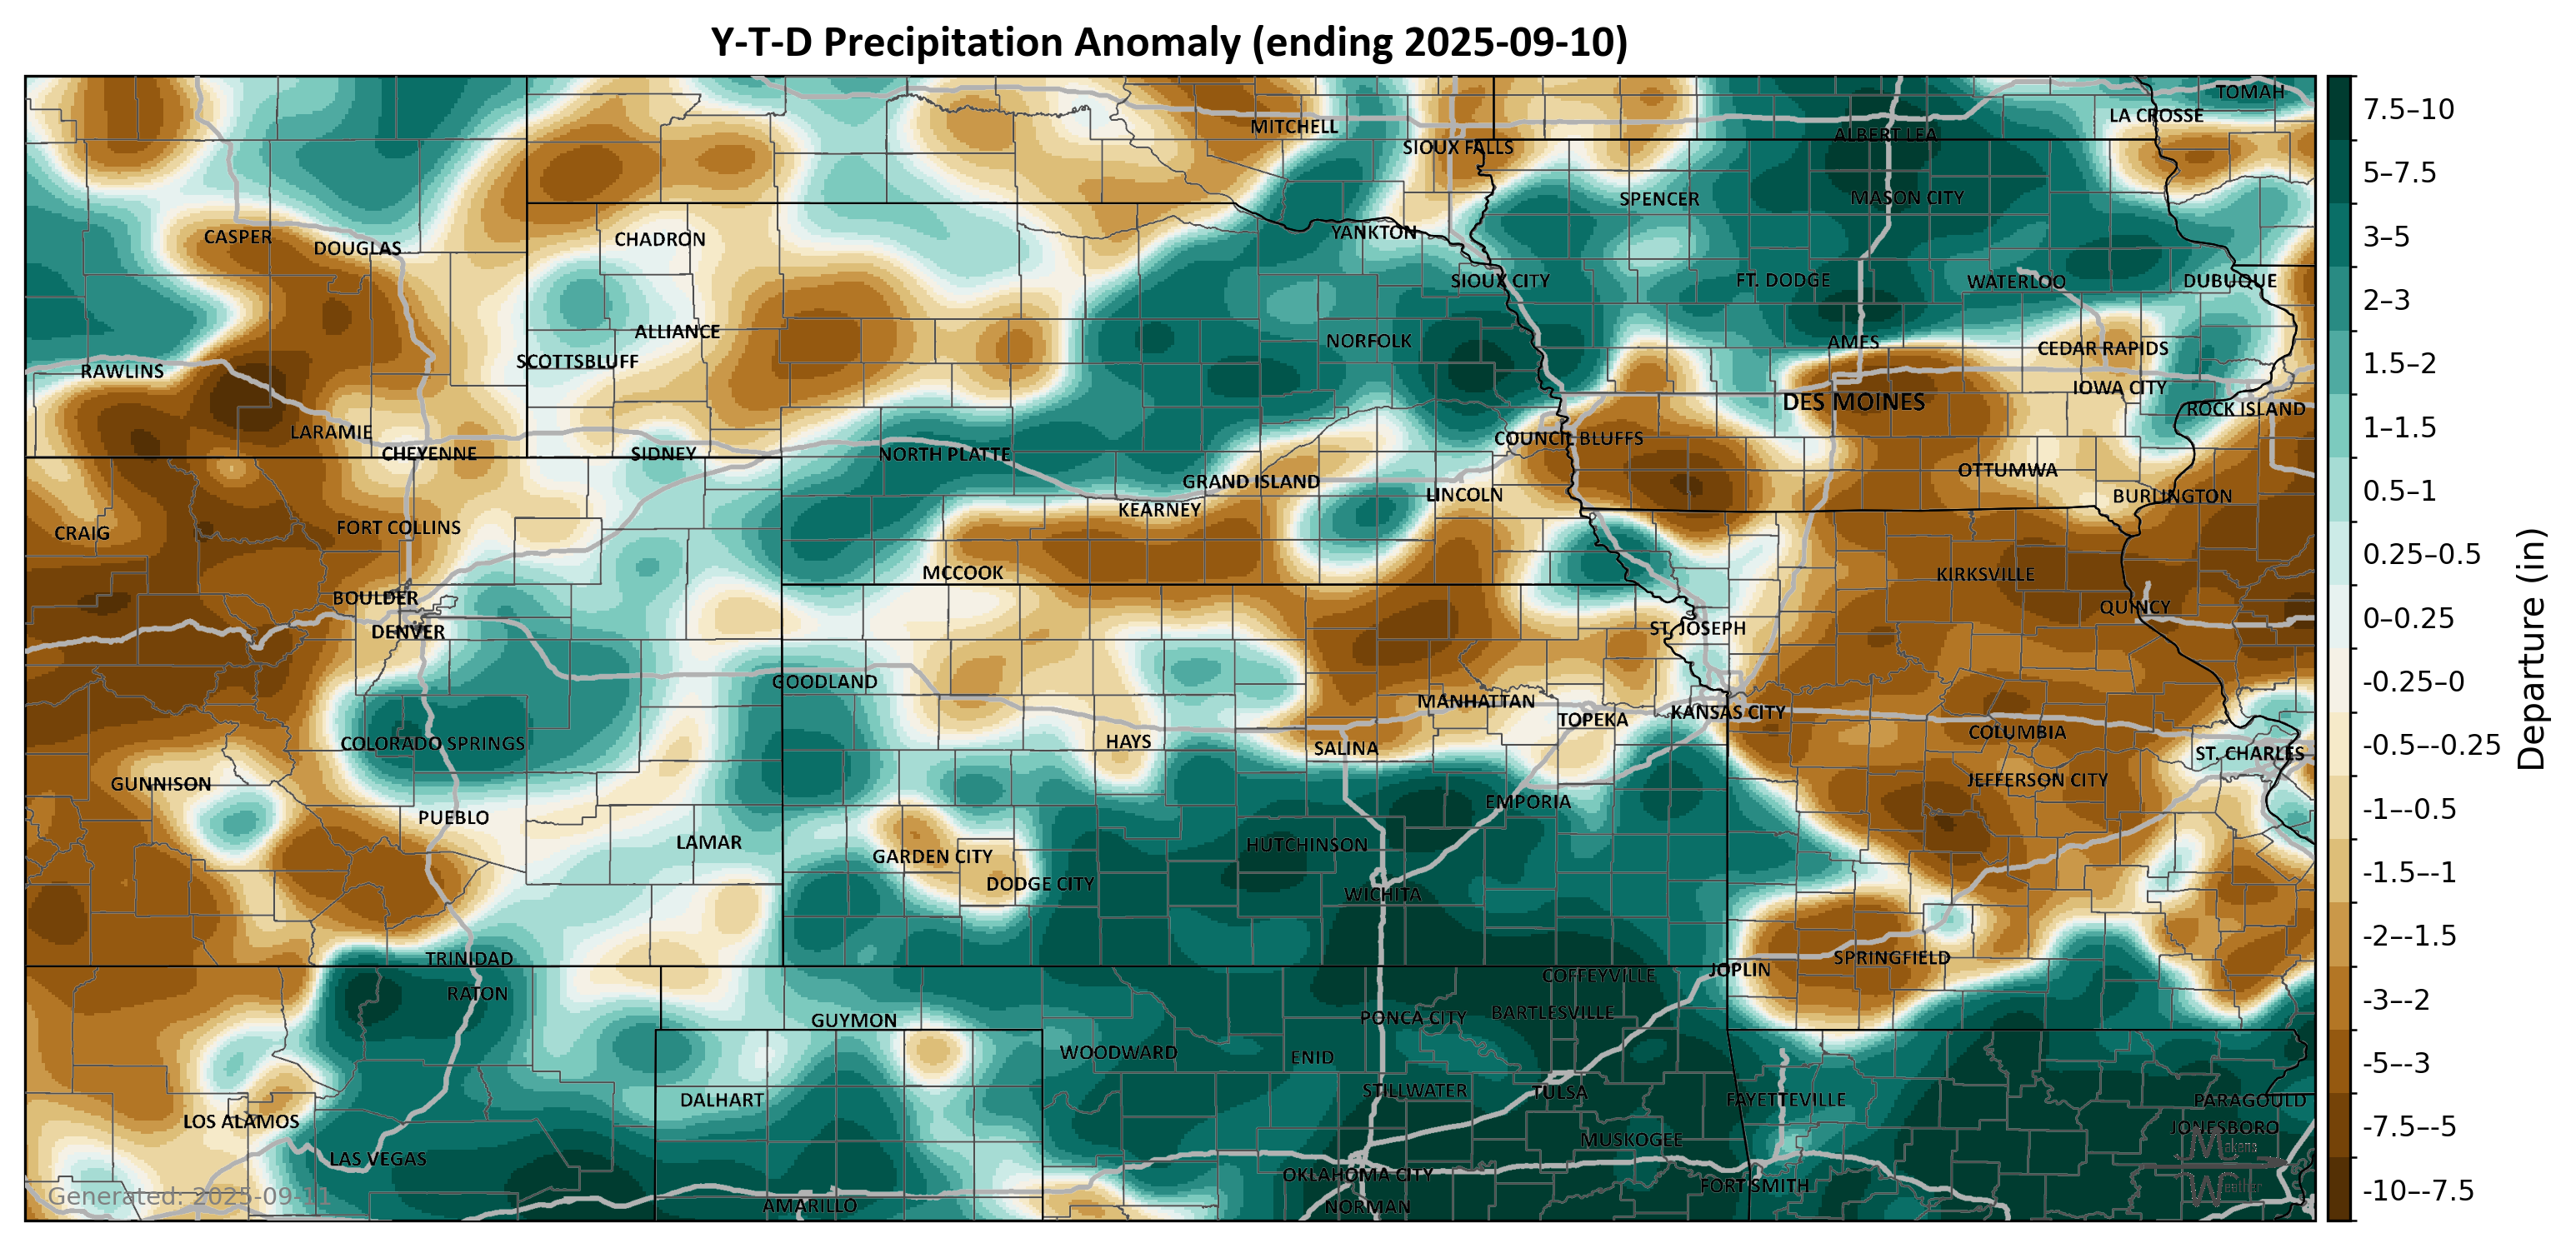 Y-T-D Precipitation Anomaly (ending 2025-09-10)
TOMAH
LA CROSSE
MITCHELL
ALBERT LEA
SIOUX FALLS
SPENCER
MASON CITY
YANKTON
CASPER
DOUGLAS
CHADRON
SIOUX CITY
FT. DODGE
WATERLOO
DUBUQUE
ALLIANCE
NORFOLK
AMES
CEDAR RAPIDS
SCOTTSBLUFF
RAWLINS
IOWA CITY
DES MOINES
ROCK ISLAND
LARAMIE
COUNCIL BLUFFS
CHEYENNE
SIDNEY
NORTH PLATTE
OTTUMWA
GRAND ISLAND
LINCOLN
BURLINGTON
KEARNEY
CRAIG
FORT COLLINS
MCCOOK
KIRKSVILLE
BOULDER
QUINCY
DENVER
ST. JOSEPH
GOODLAND
MANHATTAN
KANSAS CITY
TOPEKA
COLUMBIA
COLORADO SPRINGS
HAYS
SALINA
ST. CHARLES
GUNNISON
JEFFERSON CITY
EMPORIA
PUEBLO
LAMAR
HUTCHINSON
GARDEN CITY
DODGE CITY
WICHITA
TRINIDAD
SPRINGFIELD
JOPLIN
COFFEYVILLE
RATON
BARTLESVILLE
PONCA CITY
GUYMON
WOODWARD
ENID
STILLWATER
TULSA
DALHART
FAYETTEVILLE
PARAGOULD
LOS ALAMOS
JONESBORO
MUSKOGEE
Makens
LAS VEGAS
OKLAHOMA CITY
FORT SMITH
Weather
Generated: 2025-09-11
AMARILLO
NORMAN
7.5–10
5–7.5
3–5
2–3
1.5–2
1–1.5
0.5–1
0.25–0.5
0–0.25
-0.25–0
-0.5–-0.25
-1–-0.5
-1.5–-1
-2–-1.5
-3–-2
-5–-3
-7.5–-5
-10–-7.5
Departure (in)